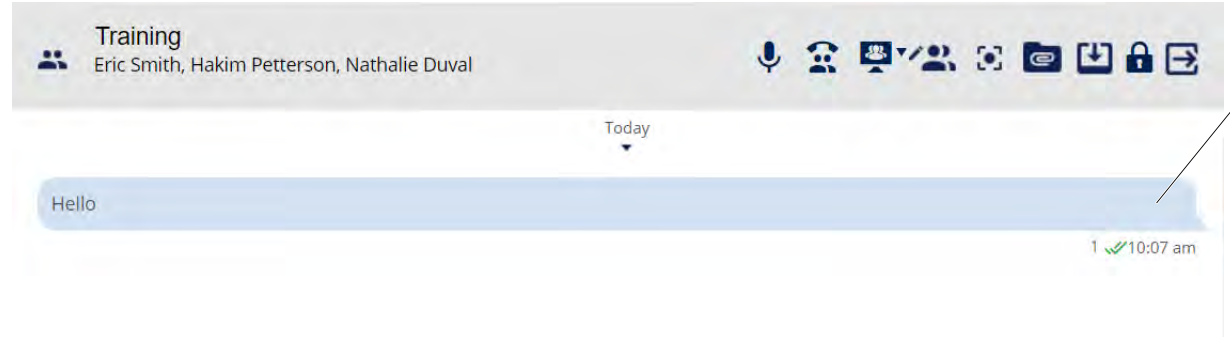 Training
Eric Smith, Hakim Petterson, Nathalie Duval
Today
Hello
1 10:07 am